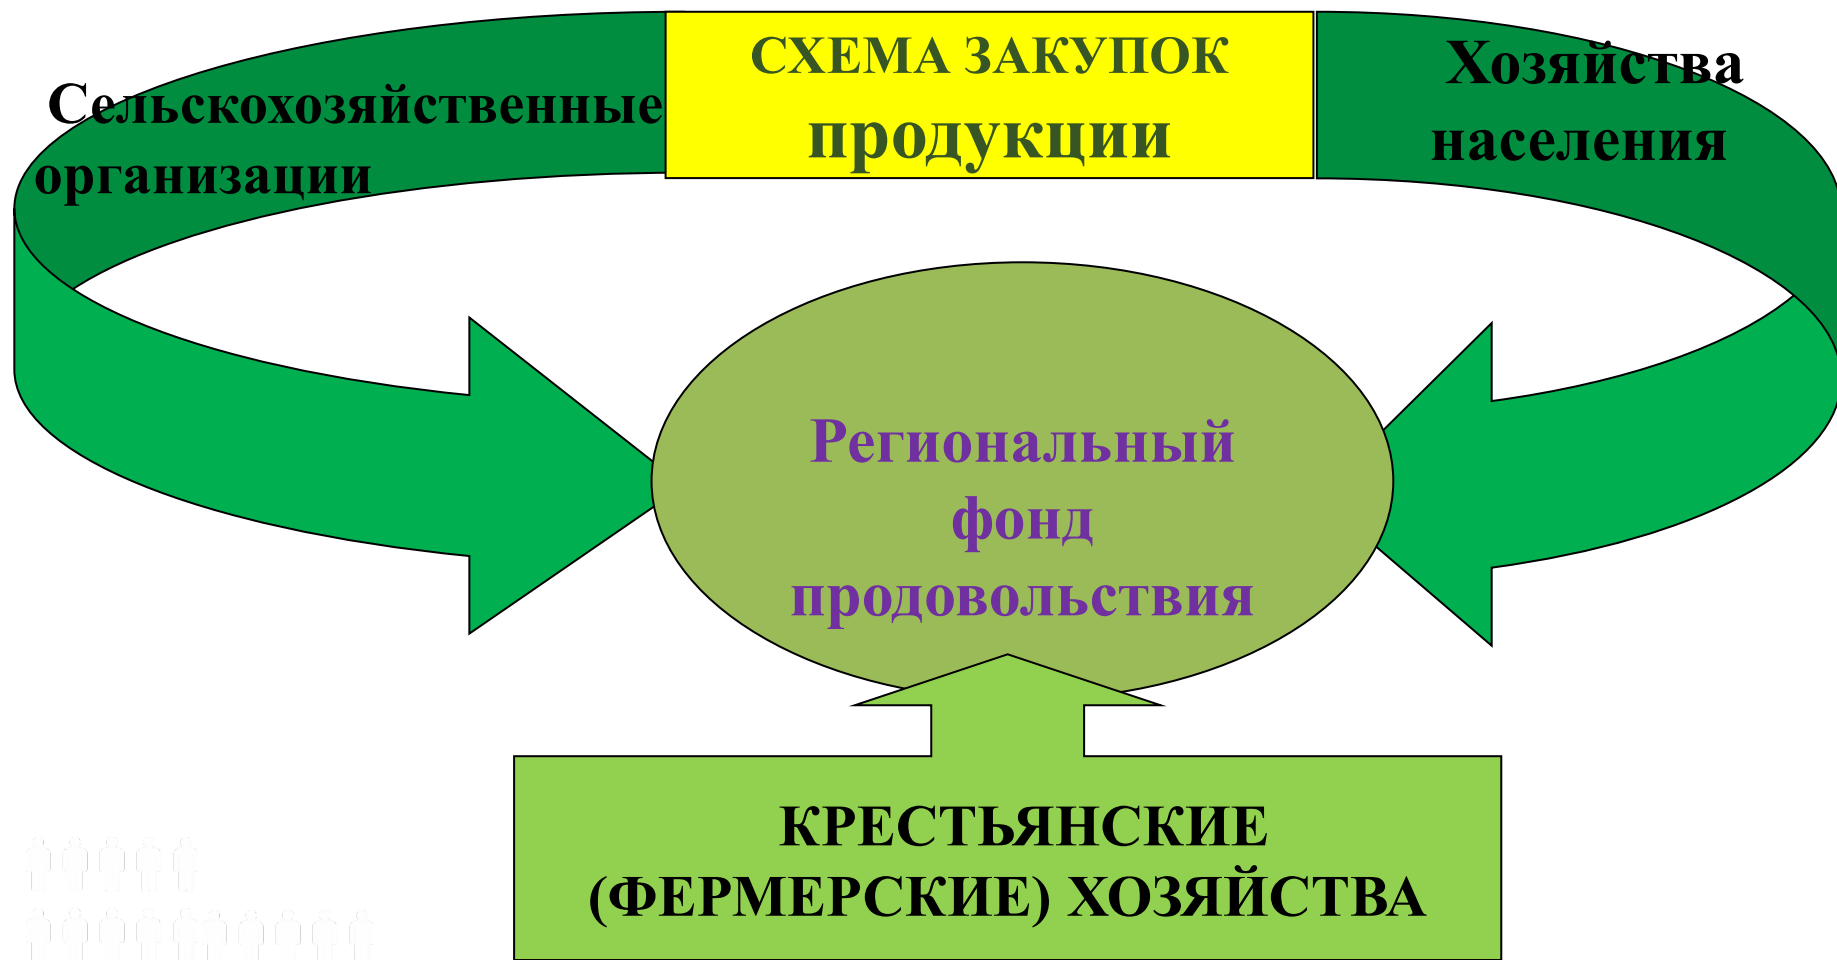 СХЕМА ЗАКУПОК
продукции
Сельскохозяйственные
организации
Хозяйства
населения
Региональный
фонд
продовольствия
КРЕСТЬЯНСКИЕ
(ФЕРМЕРСКИЕ) ХОЗЯЙСТВА